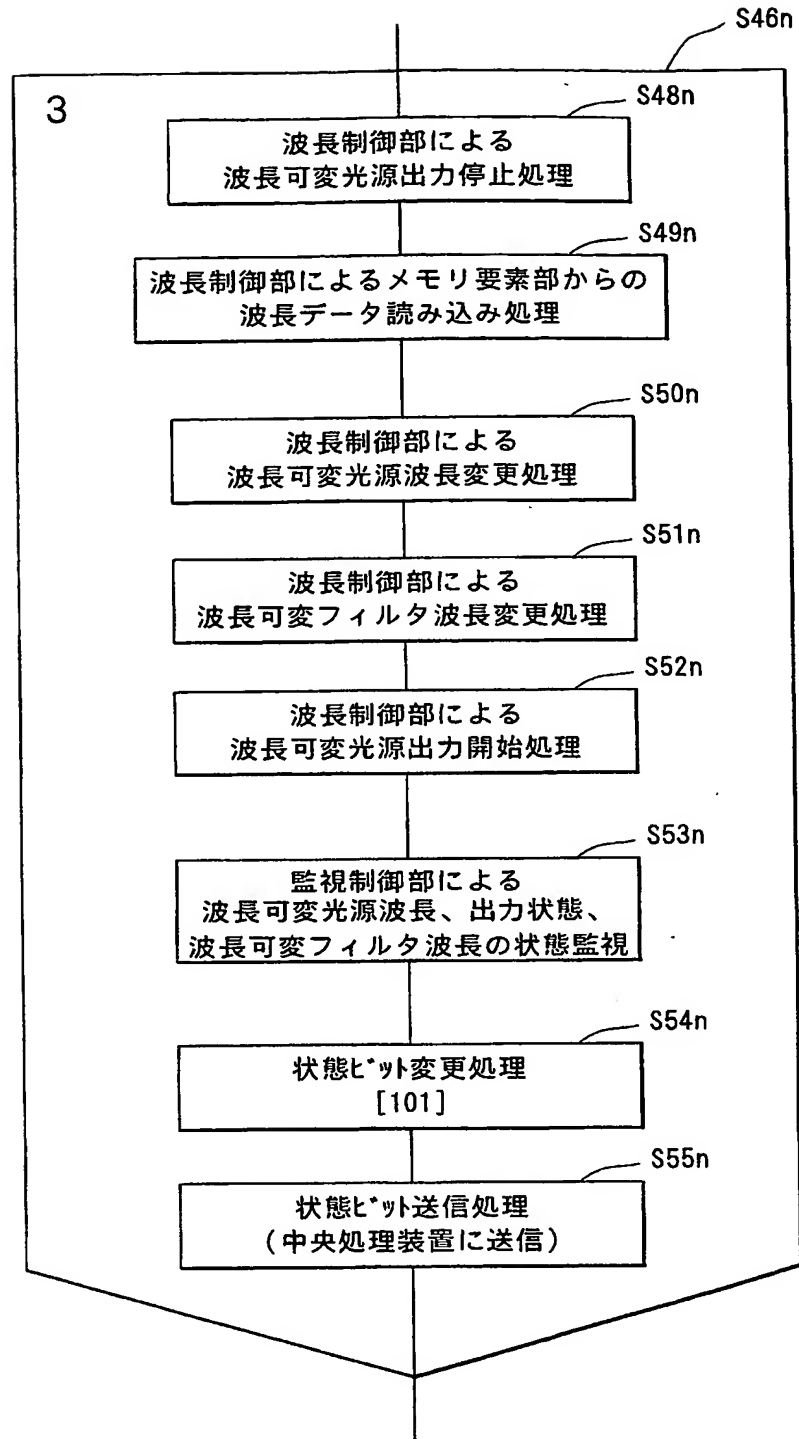 S46n
3
S48n
波長制御部による
波長可変光源出力停止処理
S49n
波長制御部によるメモリ要素部からの
波長データ読み込み処理
S50n
波長制御部による
波長可変光源波長変更処理
S51n
波長制御部による
波長可変フィルタ波長変更処理
S52n
波長制御部による
波長可変光源出力開始処理
S53n
監視制御部による
波長可変光源波長、出力状態、
波長可変フィルタ波長の状態監視
S54n
状態ビット変更処理
[101]
S55n
状態ビット送信処理
(中央処理装置に送信)